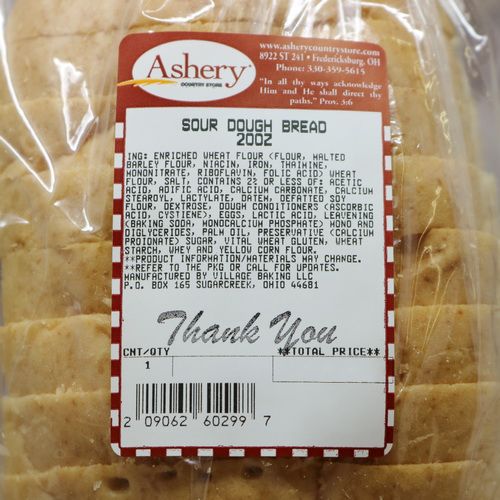 Ashery
COUNTRY STORE
www.asherycountrystore.com
8922 ST 241 • Fredericksburg, OH
Phone: 330-359-5615
"In all thy ways acknowledge
Him and He shall direct thy
paths." Prov. 3:6
SOUR DOUGH BREAD
20OZ
ING: ENRICHED WHEAT FLOUR (FLOUR, MALTED
BARLEY FLOUR, NIACIN, IRON, THAIMINE,
MONONITRATE, RIBOFLAVIN, FOLIC ACID) WHEAT
FLOUR, SALT, CONTAINS 2% OR LESS OF: ACETIC
ACID, ADIFIC ACID, CALCIUM CARBONATE, CALCIUM
STEAROYL, LACTYLATE, DATEM, DEFATTED SOY
FLOUR, DEXTROSE, DOUGH CONDITIONERS (ASCORBIC
ACID, CYSTIENE), EGGS, LACTIC ACID, LEAVENING
(BAKING SODA, MONOCALCIUM PHOSPHATE) MONO AND
DIGLYCERIDES, PALM OIL, PRESERVATIVE (CALCIUM
PROIONATE) SUGAR, VITAL WHEAT GLUTEN, WHEAT
STARCH, WHEY AND YELLOW CORN FLOUR.
**PRODUCT INFORMATION/MATERIALS MAY CHANGE.
**REFER TO THE PKG OR CALL FOR UPDATES.
MANUFACTURED BY VILLAGE BAKING LLC
P.O. BOX 165 SUGARCREEK, OHIO 44681
Thank You
CNT/QTY **TOTAL PRICE**
1
2 09062 60299 7